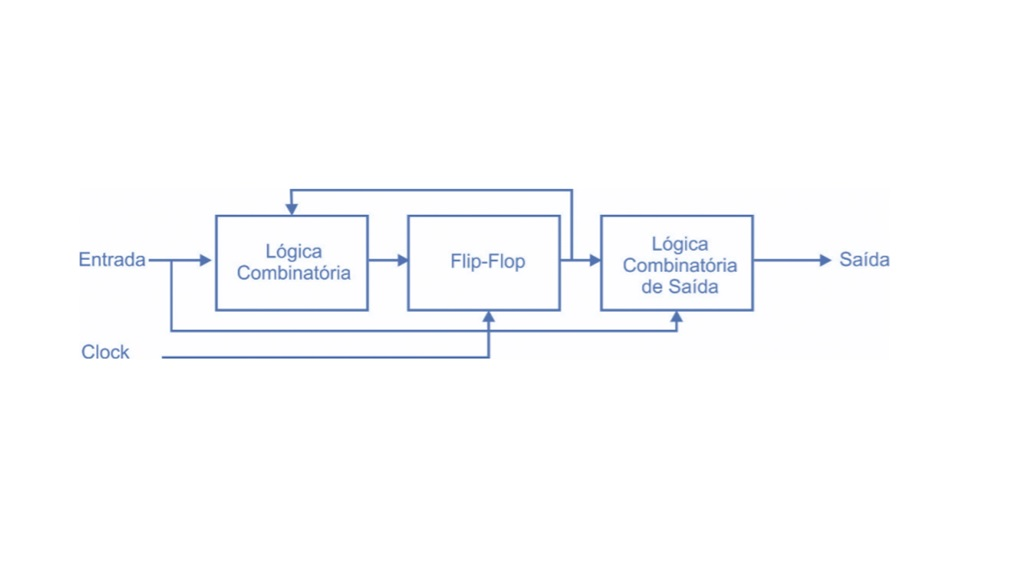 Entrada
Lógica
Combinatória
Flip-Flop
Lógica
Combinatória
de Saída
Saída
Clock